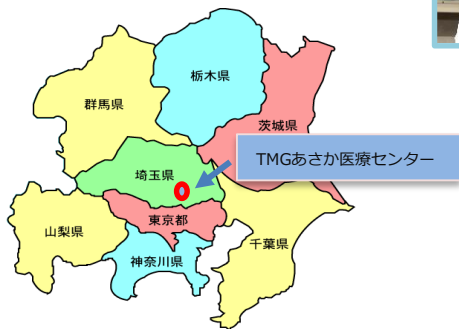 栃木県
群馬県
茨城県
TMGあさか医療センター
埼玉県
東京都
山梨県
千葉県
神奈川県